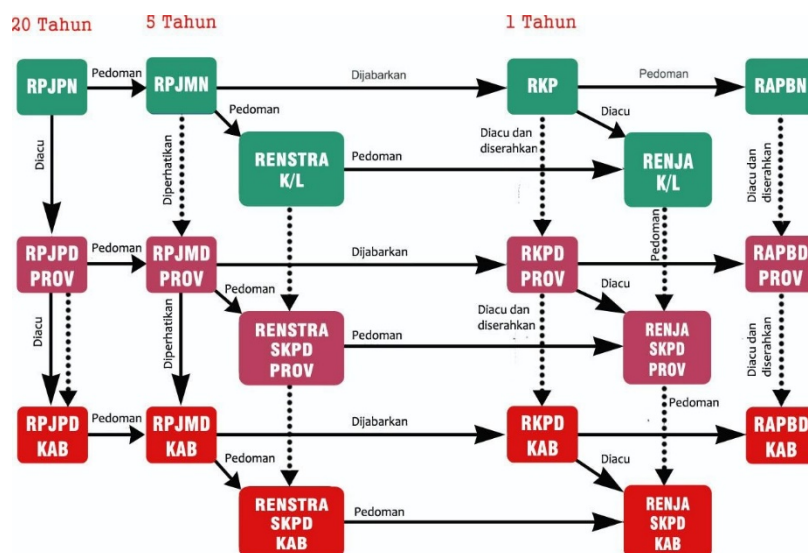 20 Tahun
5 Tahun
1 Tahun
RPJPN
Pedoman
RPJMN
Dijabarkan
RKP
Pedoman
RAPBN
Diacu
Diperhatikan
Pedoman
RENSTRA
K/L
Pedoman
Diacu dan
diserahkan
Diacu
RENJA
K/L
Diacu dan
diserahkan
Pedoman
RPJPD
PROV
Pedoman
RPJMD
PROV
Dijabarkan
RKPD
PROV
RAPBD
PROV
Diacu
Diperhatikan
Pedoman
RENSTRA
SKPD
PROV
Pedoman
Diacu dan
diserahkan
Diacu
RENJA
SKPD
PROV
Diacu dan
diserahkan
Pedoman
RPJPD
KAB
Pedoman
RPJMD
KAB
Dijabarkan
RKPD
KAB
RAPBD
KAB
Pedoman
RENSTRA
SKPD
KAB
Pedoman
Diacu
RENJA
SKPD
KAB